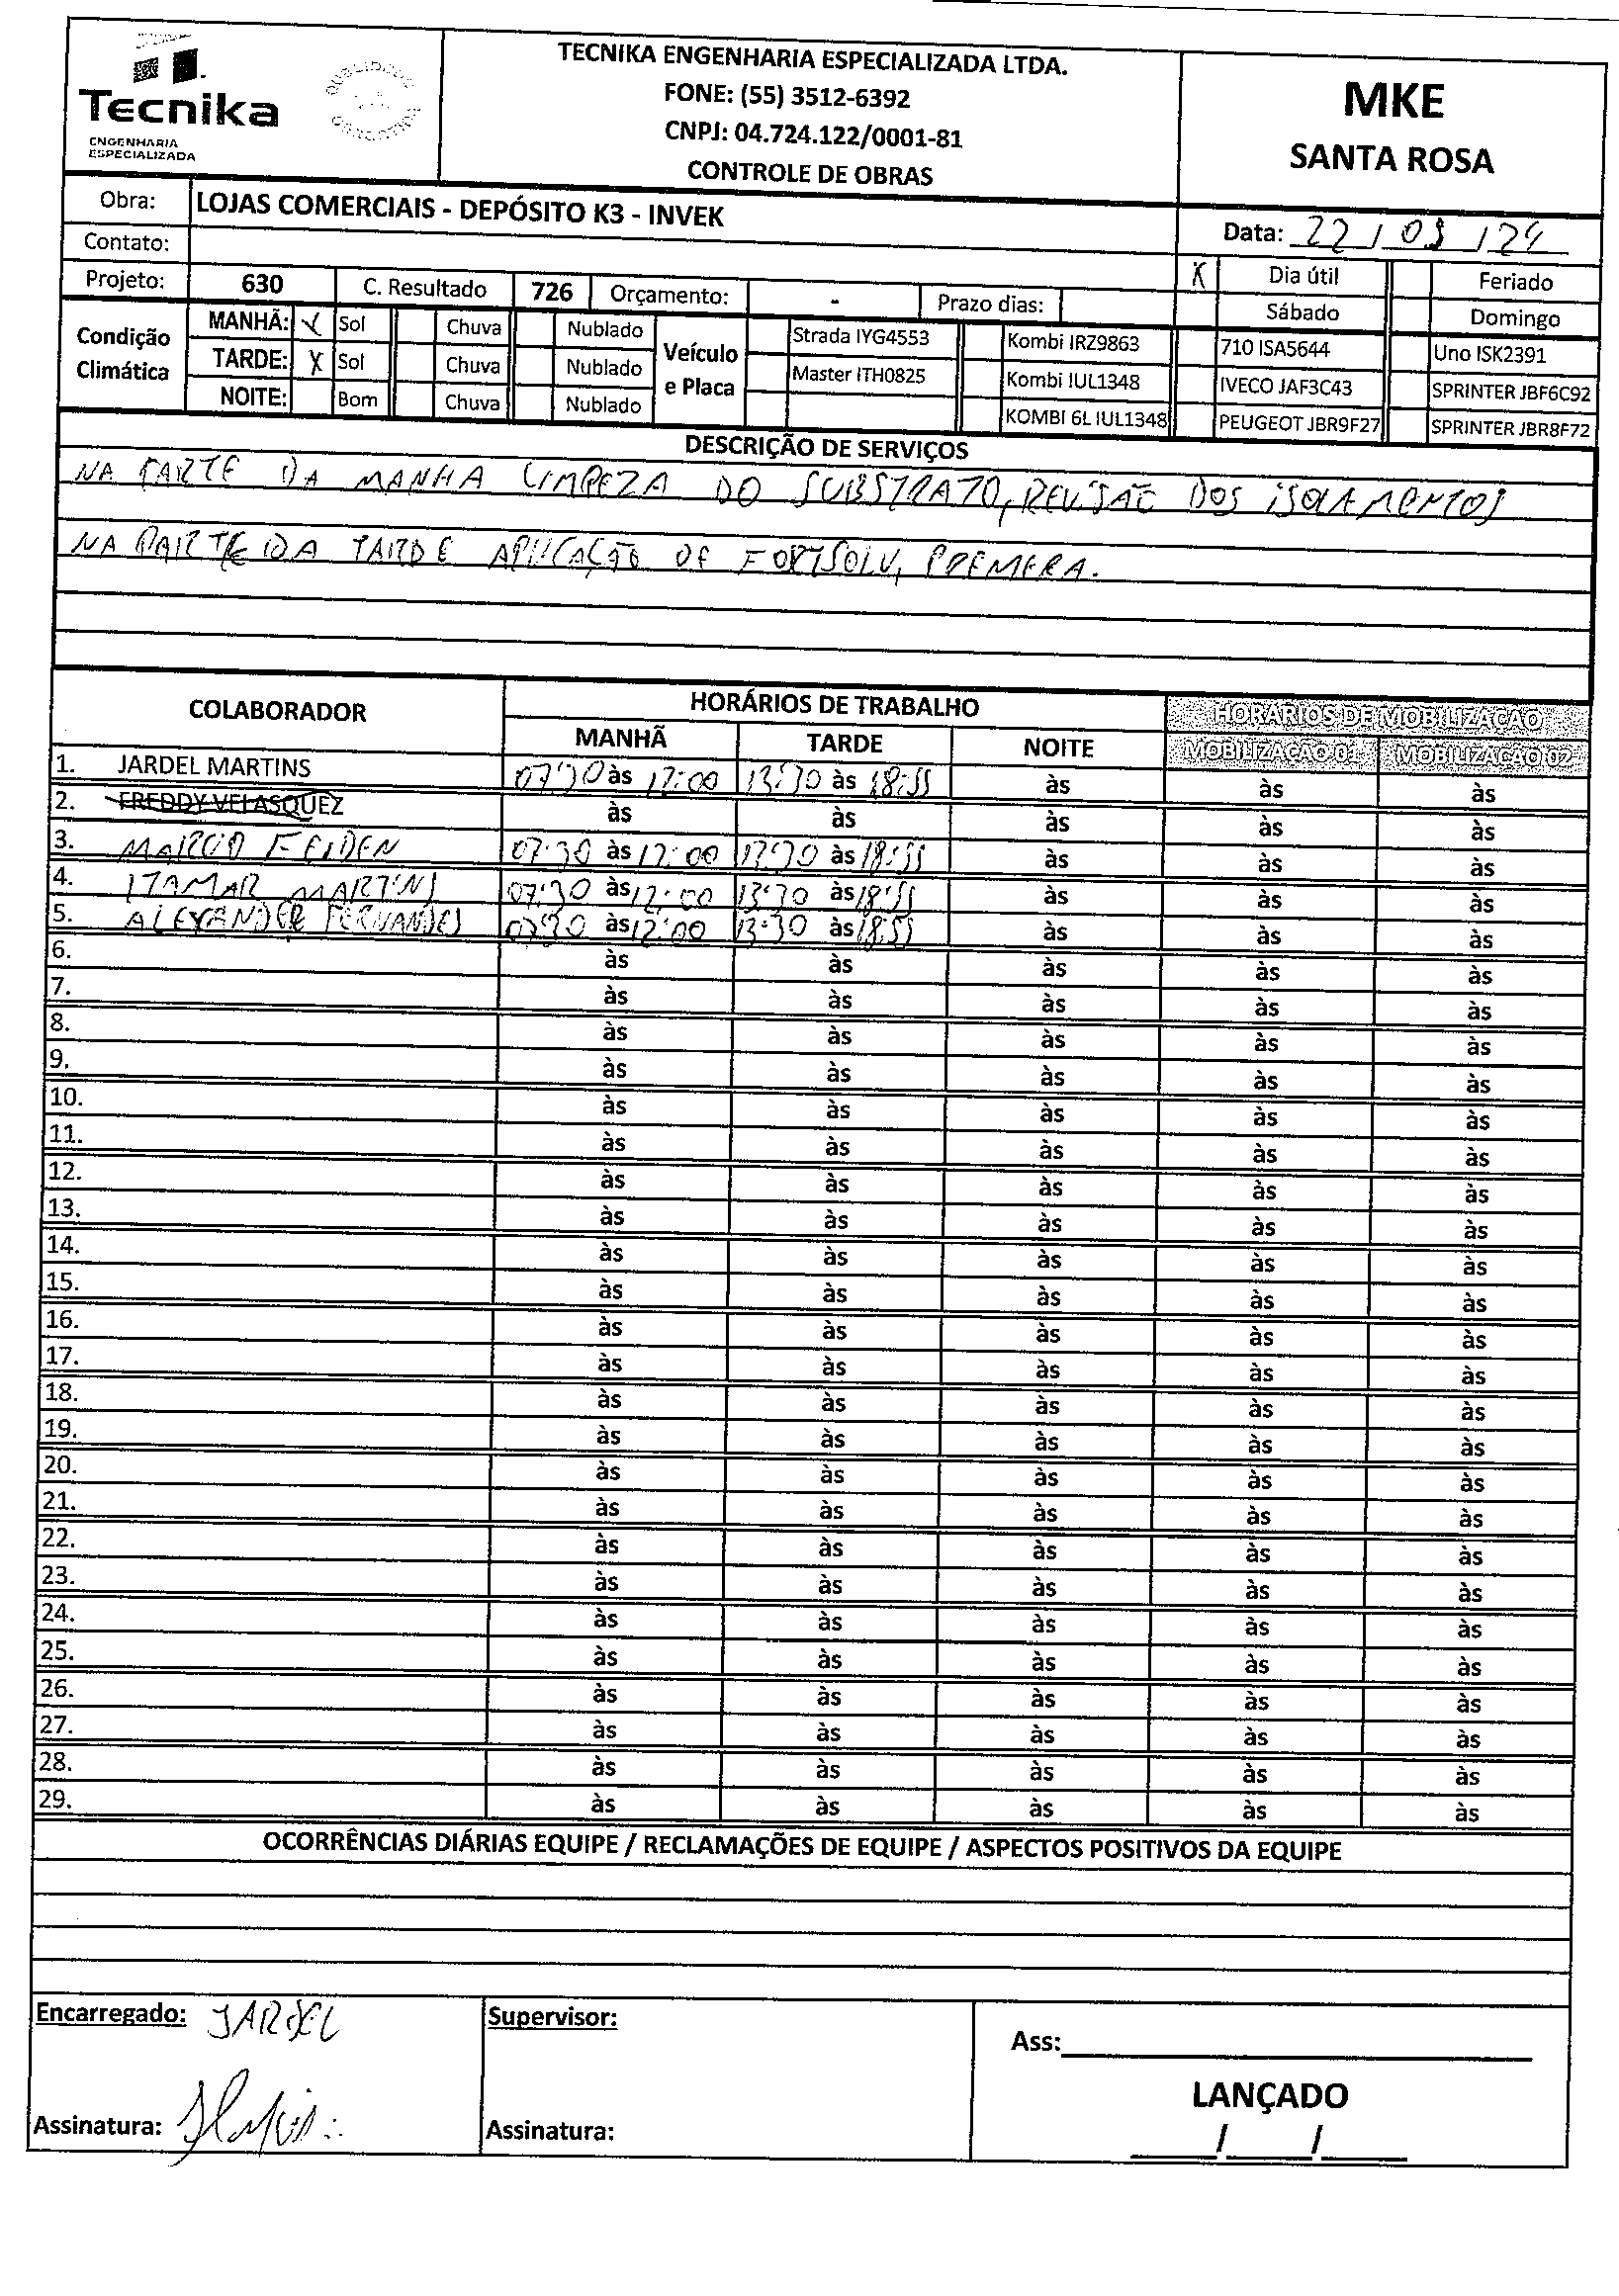 Tecnika
ENGENHARIA
ESPECIALIZADA
TECNIKA ENGENHARIA ESPECIALIZADA LTDA.
FONE: (55) 3512-6392
CNPJ: 04.724.122/0001-81
CONTROLE DE OBRAS
MKE
SANTA ROSA
Obra: LOJAS COMERCIAIS - DEPÓSITO K3 - INVEK
Data: 22 / 03 / 24
Contato:
X Dia útil Feriado
Projeto: 630 C. Resultado 726 Orçamento: - Prazo dias:
Sábado Domingo
Condição Climática
MANHÃ: X Sol Chuva Nublado
TARDE: X Sol Chuva Nublado
NOITE: Bom Chuva Nublado
Veículo e Placa
Strada IYG4553 Kombi IRZ9863 710 ISA5644 Uno ISK2391
Master ITH0825 Kombi IUL1348 IVECO JAF3C43 SPRINTER JBF6C92
KOMBI 6L IUL1348 PEUGEOT JBR9F27 SPRINTER JBR8F72
DESCRIÇÃO DE SERVIÇOS
NA PARTE DA MANHA LIMPEZA DO SUBSTRATO, REVISÃO DOS ISOLAMENTOS
NA PARTE DA TARDE APLICAÇÃO DE FORTSOLV, PREMERA.
COLABORADOR HORÁRIOS DE TRABALHO HORÁRIOS DE MOBILIZAÇÃO
MANHÃ TARDE NOITE MOBILIZAÇÃO 01 MOBILIZAÇÃO 02
1. JARDEL MARTINS 07:30 às 12:00 13:30 às 18:55 às às às
2. FREDDY VELASQUEZ às às às às às
3. MARCIO FEIDEN 07:30 às 12:00 13:30 às 18:55 às às às
4. ITAMAR MARTINS 07:30 às 12:00 13:30 às 18:55 às às às
5. ALEXANDER FERNANDES 07:30 às 12:00 13:30 às 18:55 às às às
6. às às às às às
7. às às às às às
8. às às às às às
9. às às às às às
10. às às às às às
11. às às às às às
12. às às às às às
13. às às às às às
14. às às às às às
15. às às às às às
16. às às às às às
17. às às às às às
18. às às às às às
19. às às às às às
20. às às às às às
21. às às às às às
22. às às às às às
23. às às às às às
24. às às às às às
25. às às às às às
26. às às às às às
27. às às às às às
28. às às às às às
29. às às às às às
OCORRÊNCIAS DIÁRIAS EQUIPE / RECLAMAÇÕES DE EQUIPE / ASPECTOS POSITIVOS DA EQUIPE
Encarregado: JARDEL
Supervisor:
Ass:
LANÇADO
Assinatura:
Assinatura:
/ /